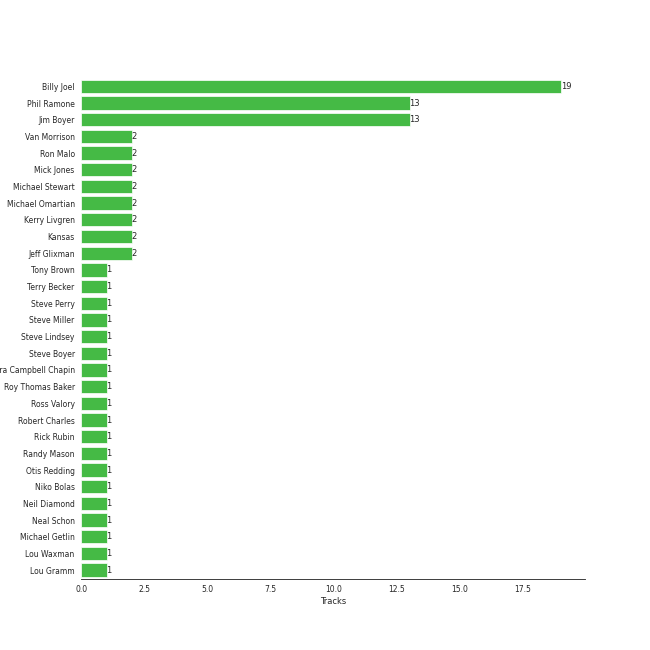 Billy Joel 19
Phil Ramone 13
Jim Boyer 13
Van Morrison 2
Ron Malo 2
Mick Jones 2
Michael Stewart 2
Michael Omartian 2
Kerry Livgren 2
Kansas 2
Jeff Glixman 2
Tony Brown 1
Terry Becker 1
Steve Perry 1
Steve Miller 1
Steve Lindsey 1
Steve Boyer 1
ra Campbell Chapin 1
Roy Thomas Baker 1
Ross Valory 1
Robert Charles 1
Rick Rubin 1
Randy Mason 1
Otis Redding 1
Niko Bolas 1
Neil Diamond 1
Neal Schon 1
Michael Getlin 1
Lou Waxman 1
Lou Gramm 1
0.0 2.5 5.0 7.5 10.0 12.5 15.0 17.5
Tracks